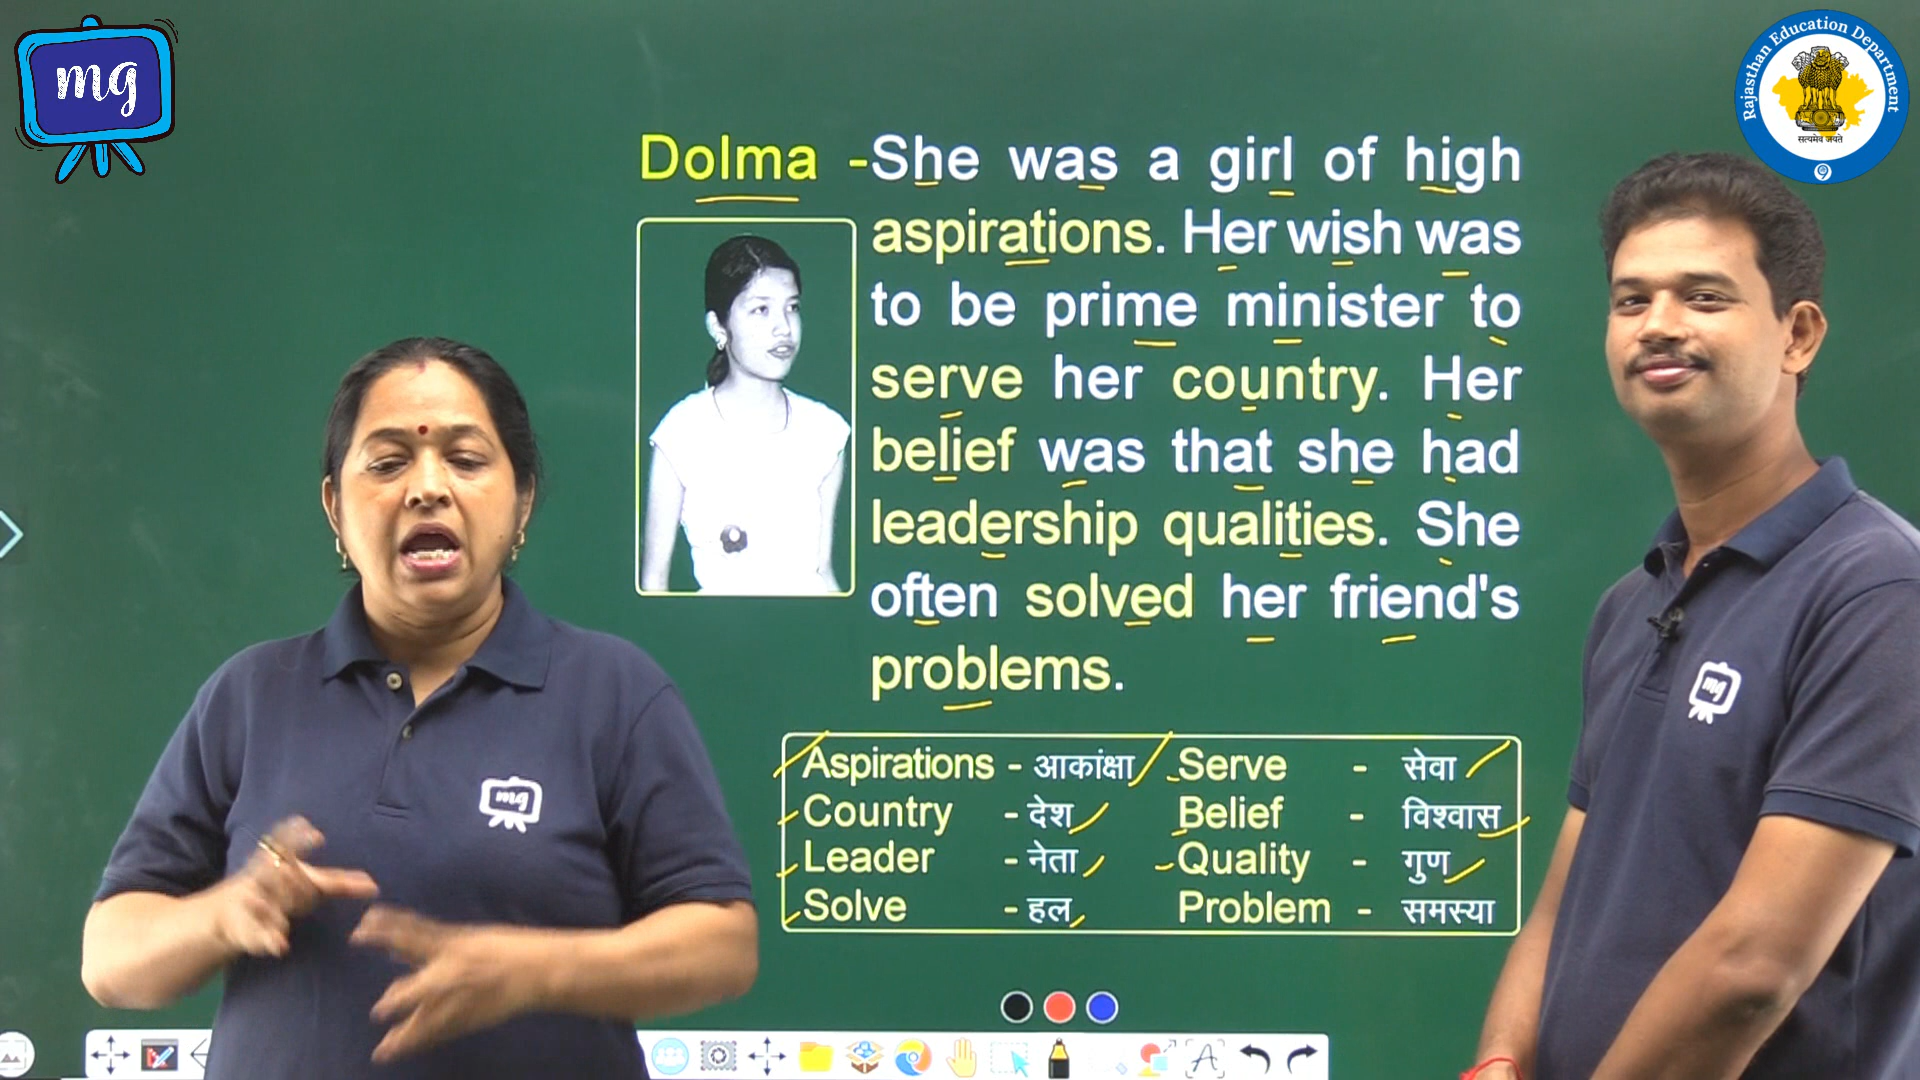 mg
Rajasthan Education Department
सत्यमेव जयते
Dolma -She was a girl of high
aspirations. Her wish was
to be prime minister to
serve her country. Her
belief was that she had
leadership qualities. She
often solved her friend's
problems.
Aspirations - आकांक्षा Serve - सेवा
Country - देश Belief - विश्वास
Leader - नेता Quality - गुण
Solve - हल Problem - समस्या
mg
mg
A